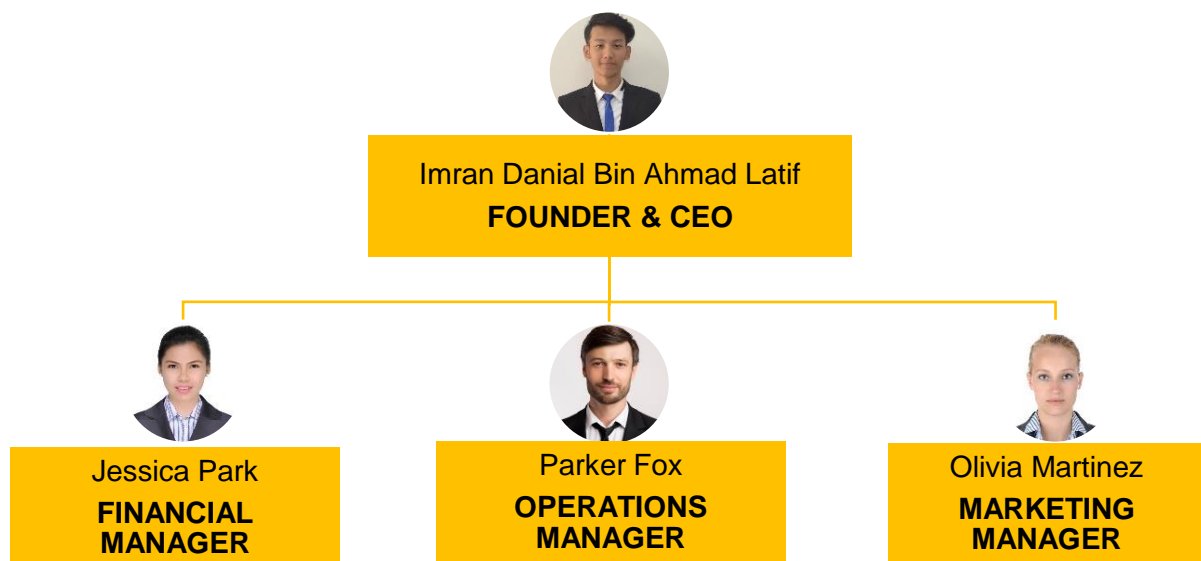 Imran Danial Bin Ahmad Latif
FOUNDER & CEO
Jessica Park
FINANCIAL
MANAGER
Parker Fox
OPERATIONS
MANAGER
Olivia Martinez
MARKETING
MANAGER